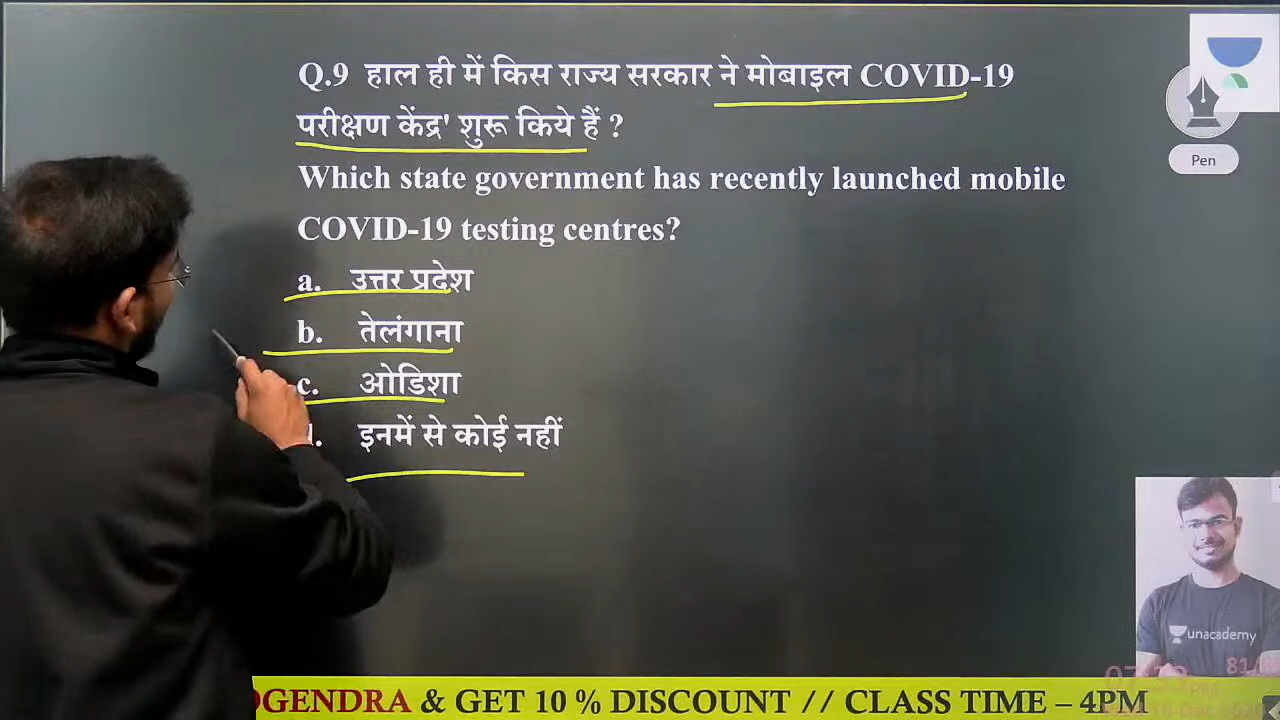 Q.9 हाल ही में किस राज्य सरकार ने मोबाइल COVID-19
परीक्षण केंद्र' शुरू किये हैं ?
Which state government has recently launched mobile
COVID-19 testing centres?
a. उत्तर प्रदेश
b. तेलंगाना
c. ओडिशा
इनमें से कोई नहीं
Pen
unacademy
OGENDRA & GET 10 % DISCOUNT // CLASS TIME – 4PM